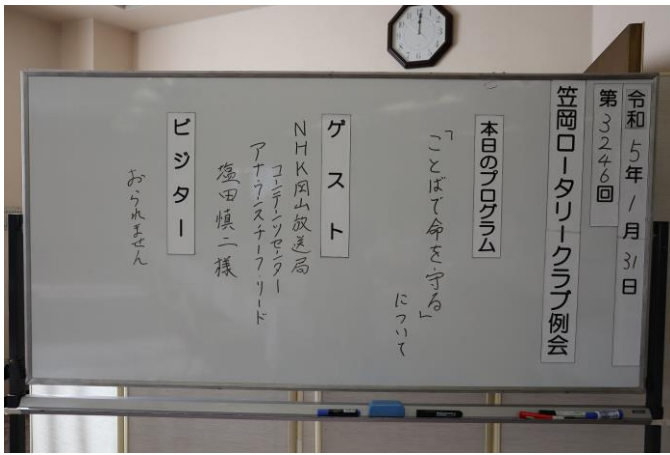 令和5年1月31日
第3246回
笠岡ロータリークラブ例会
本日のプログラム
「ことばで命を守る」
について
ゲスト
NHK岡山放送局
コンテンツセンター
アナウンスチーフ・リード
塩田慎二様
ビジター
おられません